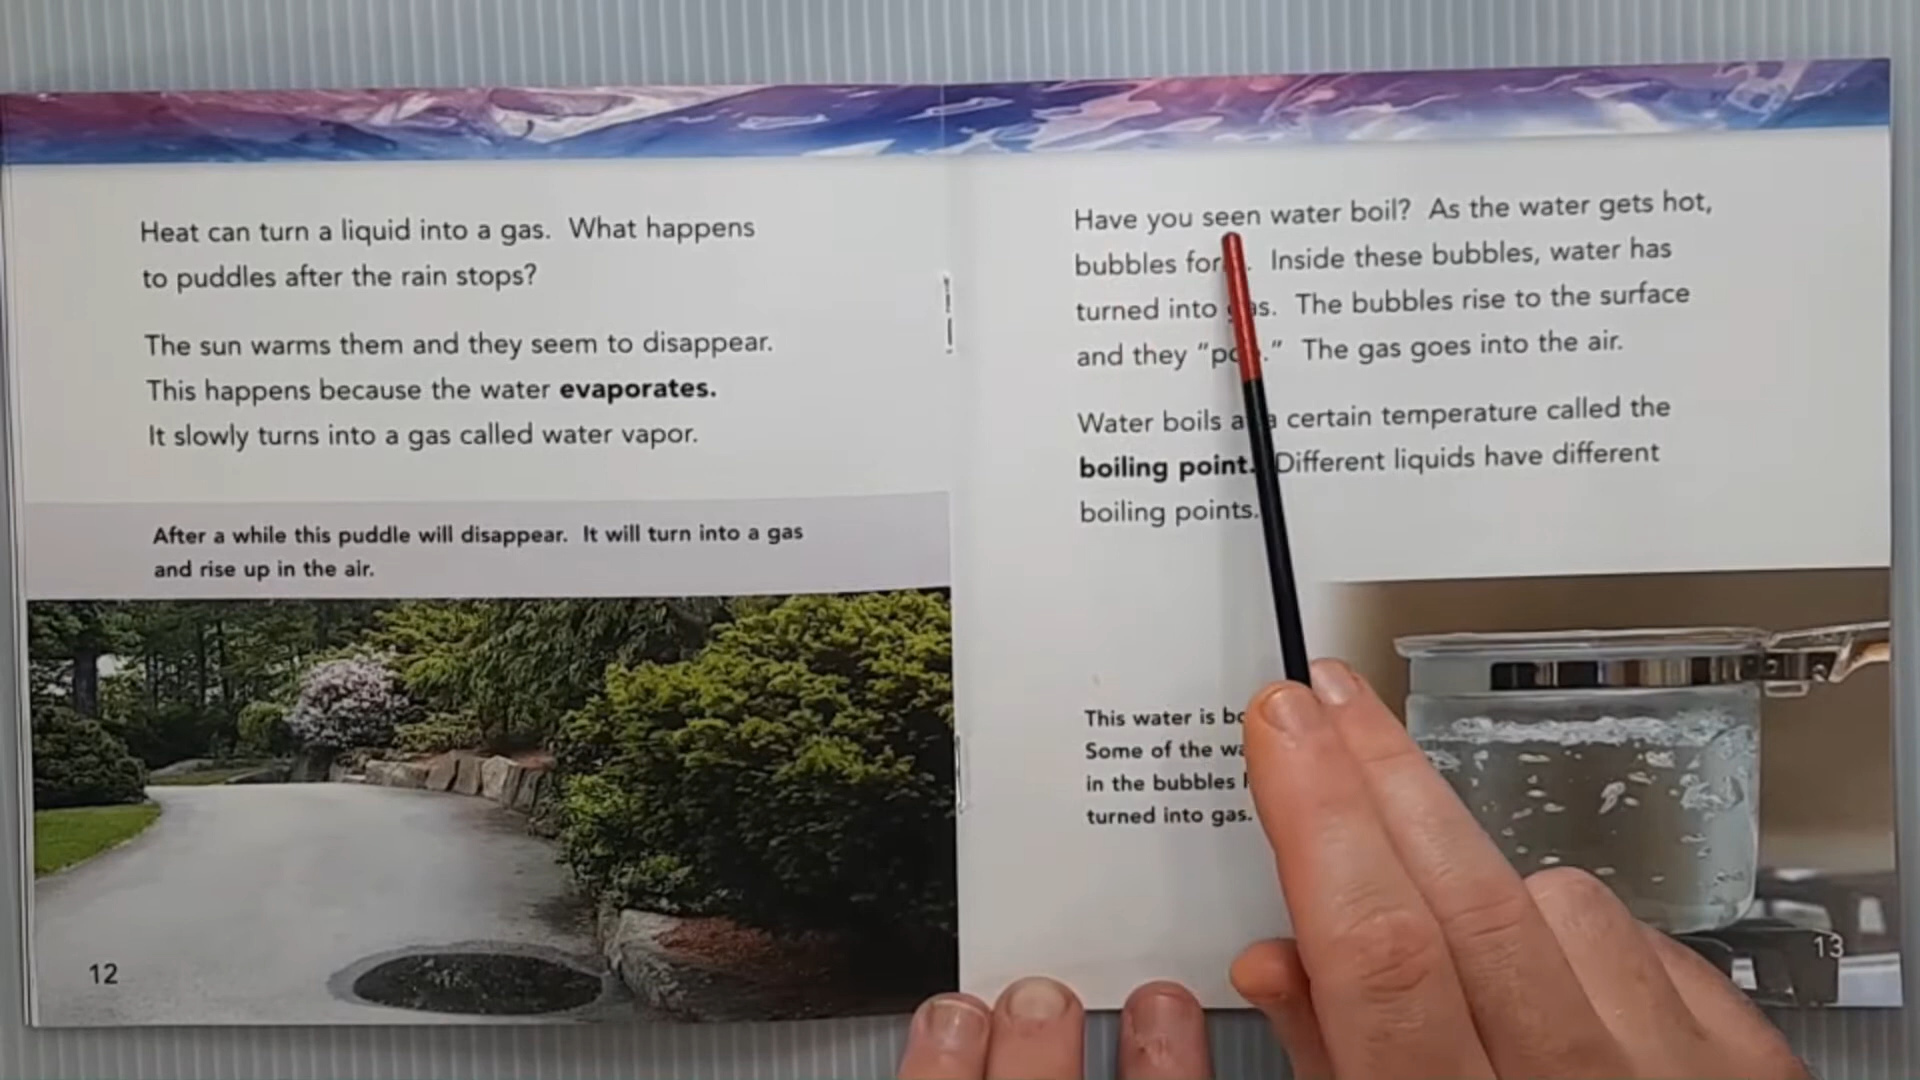 Heat can turn a liquid into a gas. What happens
to puddles after the rain stops?
The sun warms them and they seem to disappear.
This happens because the water evaporates.
It slowly turns into a gas called water vapor.
After a while this puddle will disappear. It will turn into a gas
and rise up in the air.
12
Have you seen water boil? As the water gets hot,
bubbles Inside these bubbles, water has
turned into The bubbles rise to the surface
and they The gas goes into the air.
Water boils certain temperature called the
boiling point. Different liquids have different
boiling points.
This water is
Some of the
in the bubbles
turned into gas.
13